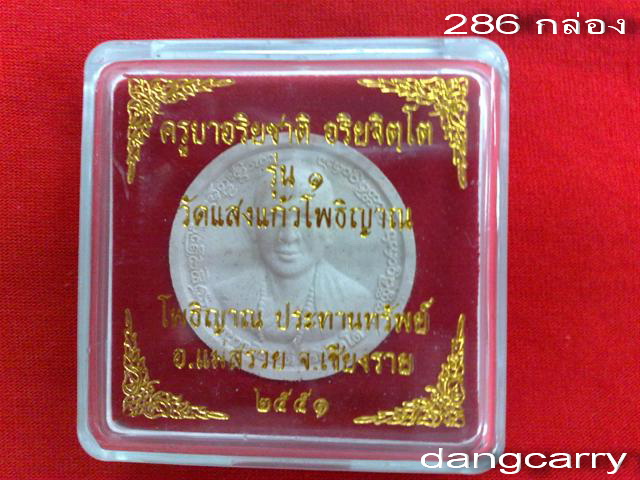 286 กล่อง
ครูบาอริยชาติ อริยจิตฺโต
รุ่น ๑
วัดแสงแก้วโพธิญาณ
โพธิญาณ ประทานทรัพย์
อ.แม่สรวย จ.เชียงราย
๒๕๕๑
dangcarry